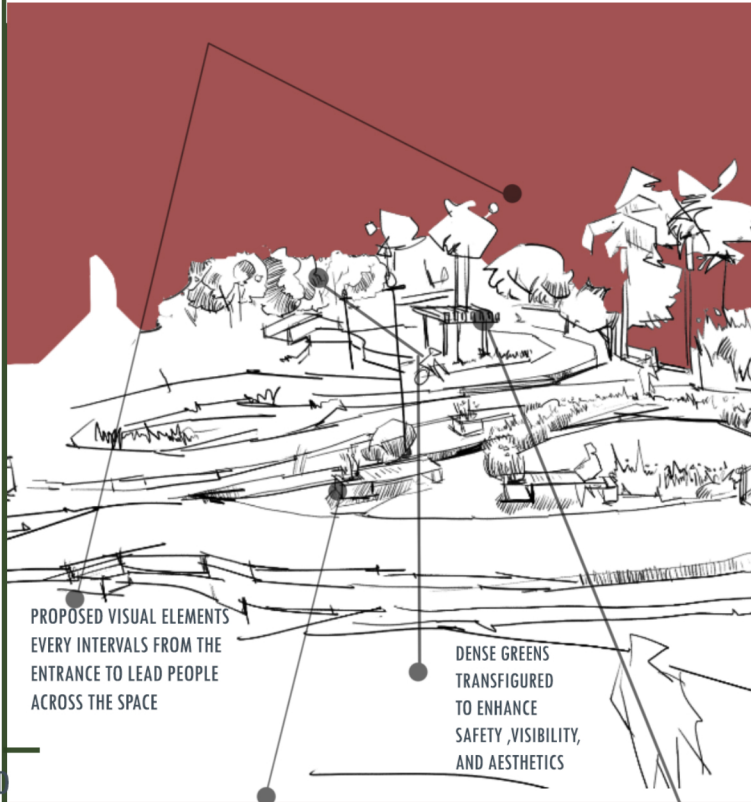 PROPOSED VISUAL ELEMENTS
EVERY INTERVALS FROM THE
ENTRANCE TO LEAD PEOPLE
ACROSS THE SPACE
DENSE GREENS
TRANSFIGURED
TO ENHANCE
SAFETY ,VISIBILITY,
AND AESTHETICS